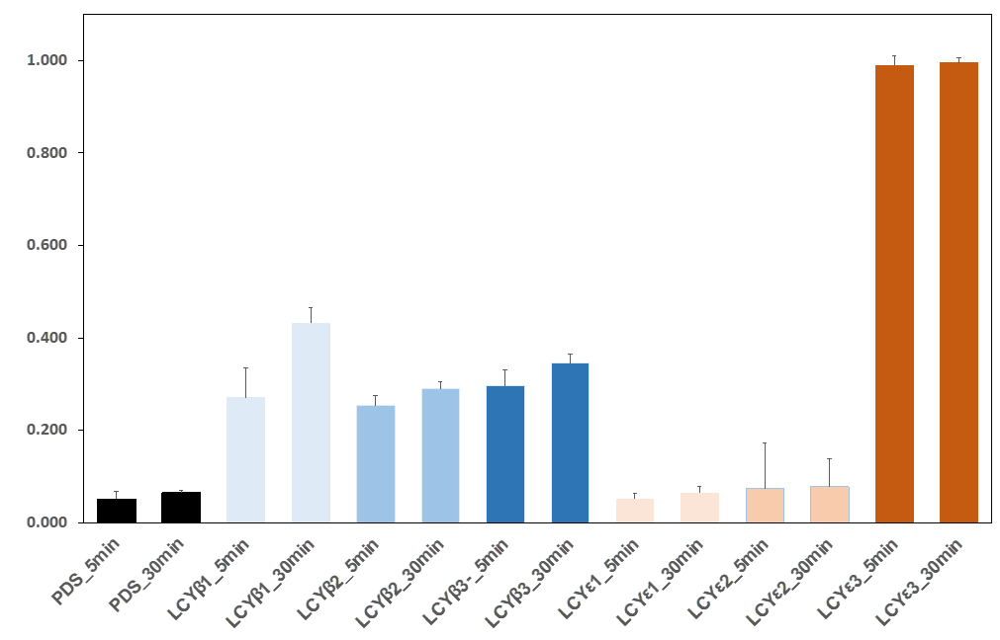 1.000
0.800
0.600
0.400
0.200
0.000
PDS_5min
PDS_30min
LCYβ1_5min
LCYβ1_30min
LCYβ2_5min
LCYβ2_30min
LCYβ3-_5min
LCYβ3_30min
LCYε1_5min
LCYε1_30min
LCYε2_5min
LCYε2_30min
LCYε3_5min
LCYε3_30min